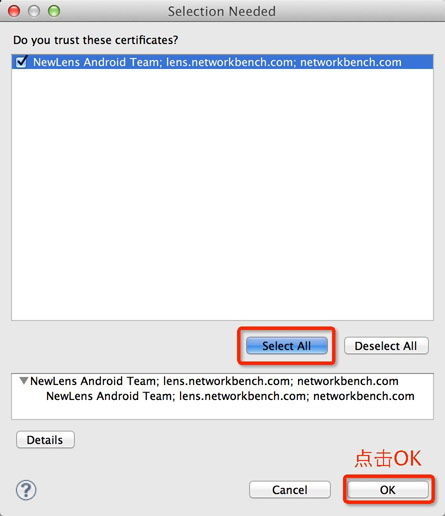 Selection Needed
Do you trust these certificates?
NewLens Android Team; lens.networkbench.com; networkbench.com
Select All
Deselect All
NewLens Android Team; lens.networkbench.com; networkbench.com
NewLens Android Team; lens.networkbench.com; networkbench.com
Details
点击OK
?
Cancel
OK